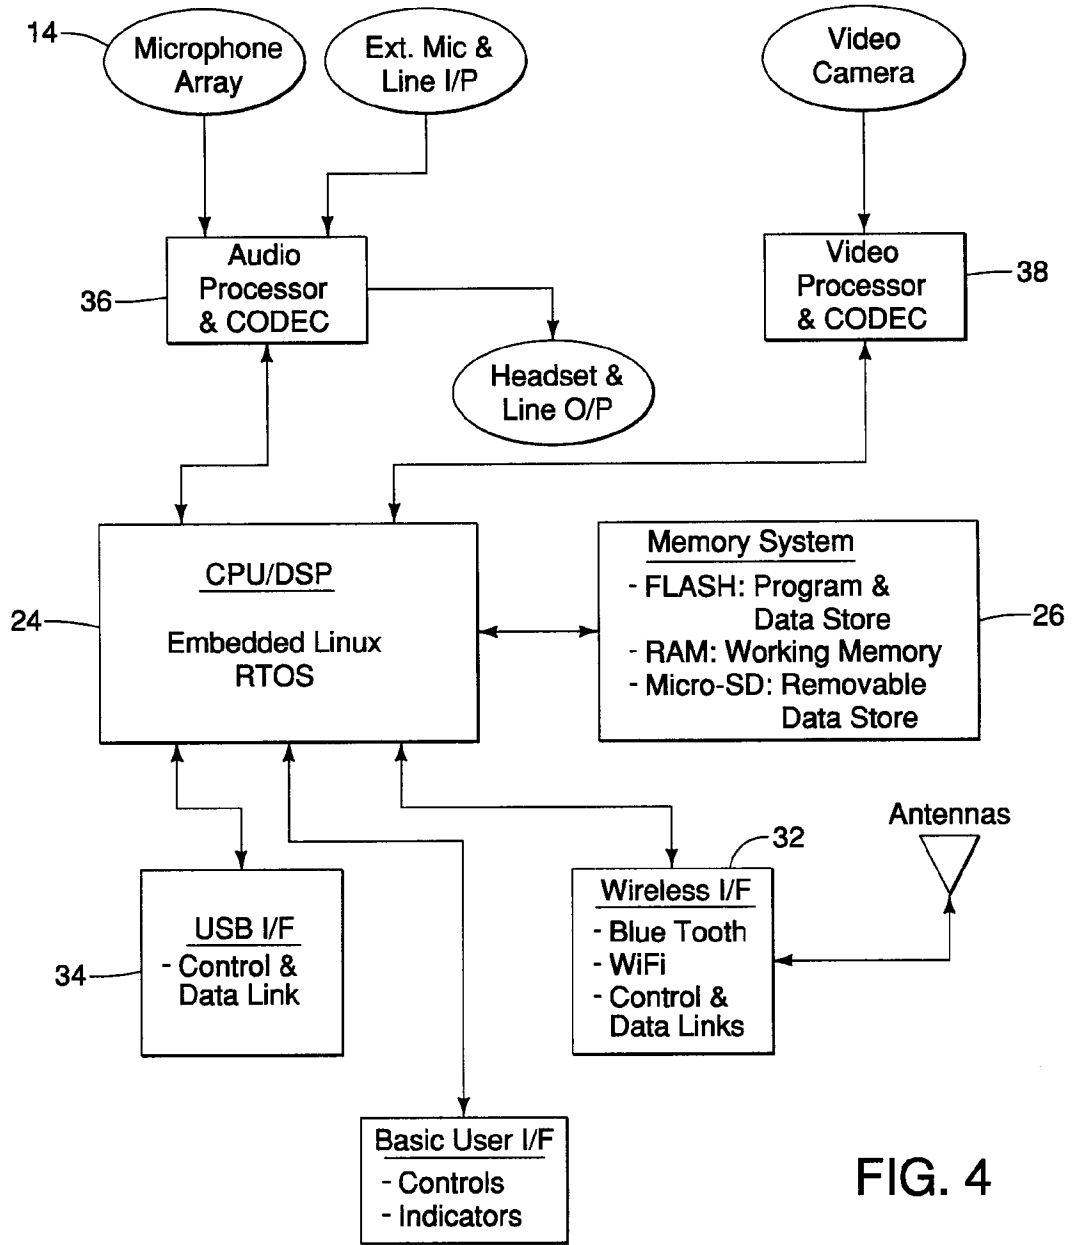 14
Microphone
Array
Ext. Mic &
Line I/P
Video
Camera
Audio
Processor
& CODEC
36
Video
Processor
& CODEC
38
Headset &
Line O/P
CPU/DSP
Embedded Linux
RTOS
24
Memory System
- FLASH: Program &
Data Store
- RAM: Working Memory
- Micro-SD: Removable
Data Store
26
Antennas
32
USB I/F
- Control &
Data Link
34
Wireless I/F
- Blue Tooth
- WiFi
- Control &
Data Links
Basic User I/F
- Controls
- Indicators
FIG. 4